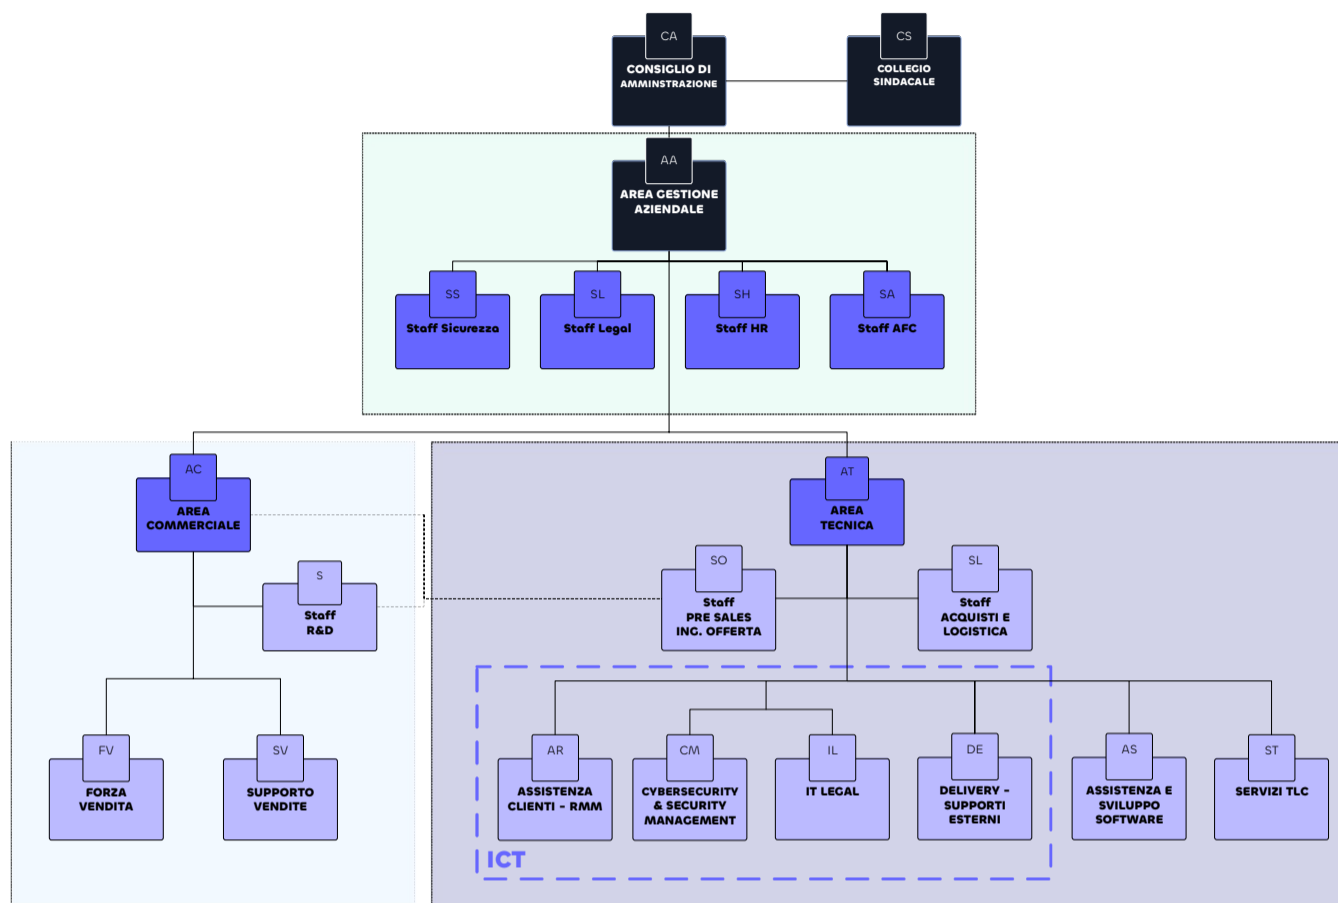 CA
CONSIGLIO DI
AMMINSTRAZIONE
CS
COLLEGIO
SINDACALE
AA
AREA GESTIONE
AZIENDALE
SS
Staff Sicurezza
SL
Staff Legal
SH
Staff HR
SA
Staff AFC
AC
AREA
COMMERCIALE
S
Staff
R&D
FV
FORZA
VENDITA
SV
SUPPORTO
VENDITE
AT
AREA
TECNICA
SO
Staff
PRE SALES
ING. OFFERTA
SL
Staff
ACQUISTI E
LOGISTICA
AR
ASSISTENZA
CLIENTI - RMM
CM
CYBERSECURITY
& SECURITY
MANAGEMENT
IL
IT LEGAL
DE
DELIVERY -
SUPPORTI
ESTERNI
AS
ASSISTENZA E
SVILUPPO
SOFTWARE
ST
SERVIZI TLC
ICT